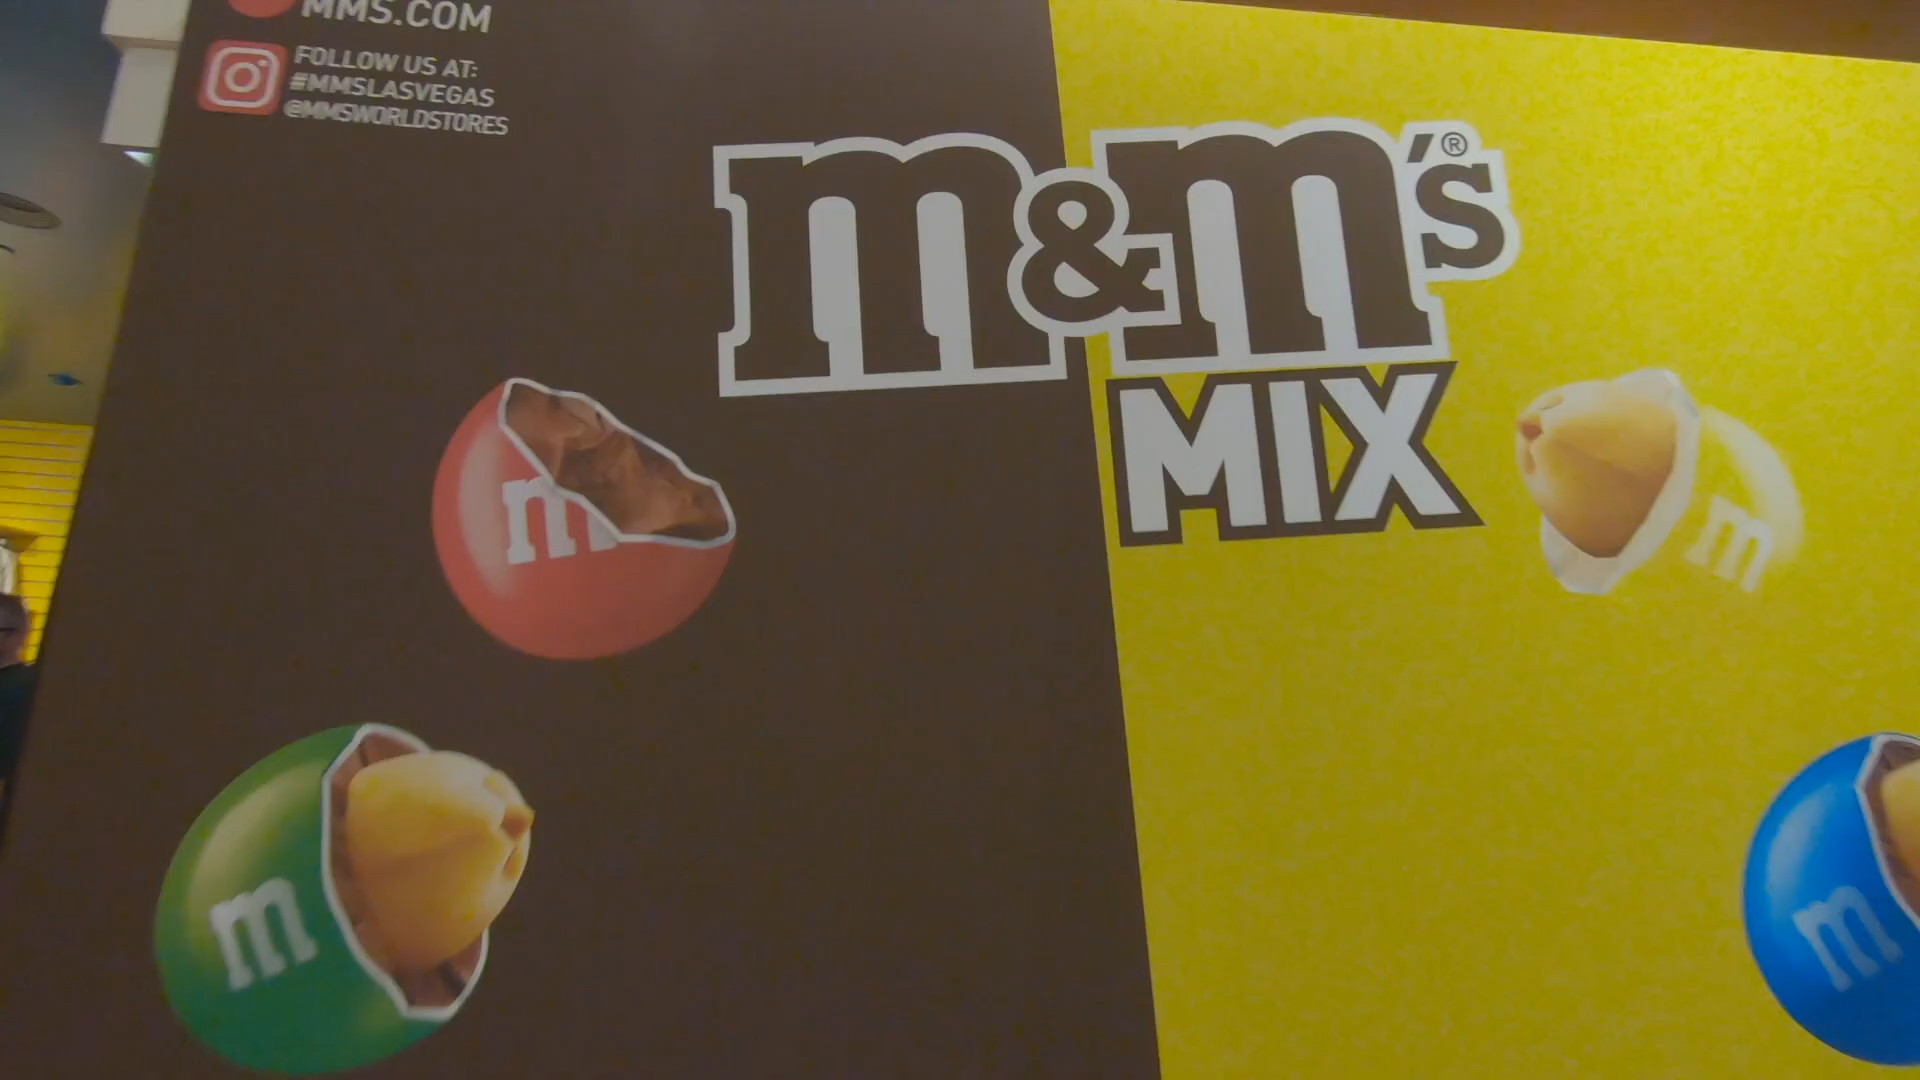 MMS.COM
FOLLOW US AT:
#MMSLASVEGAS
@MMSWORLDSTORES
m&m's®
MIX
m
m
m
m